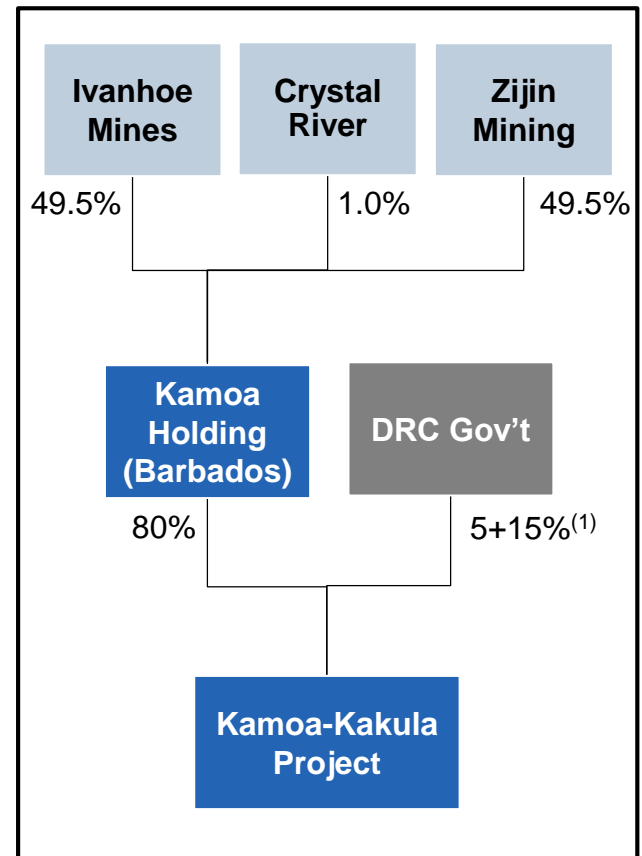 Ivanhoe
Mines
Crystal
River
Zijin
Mining
49.5%
1.0%
49.5%
Kamoa
Holding
(Barbados)
DRC Gov't
80%
5+15%(1)
Kamoa-Kakula
Project